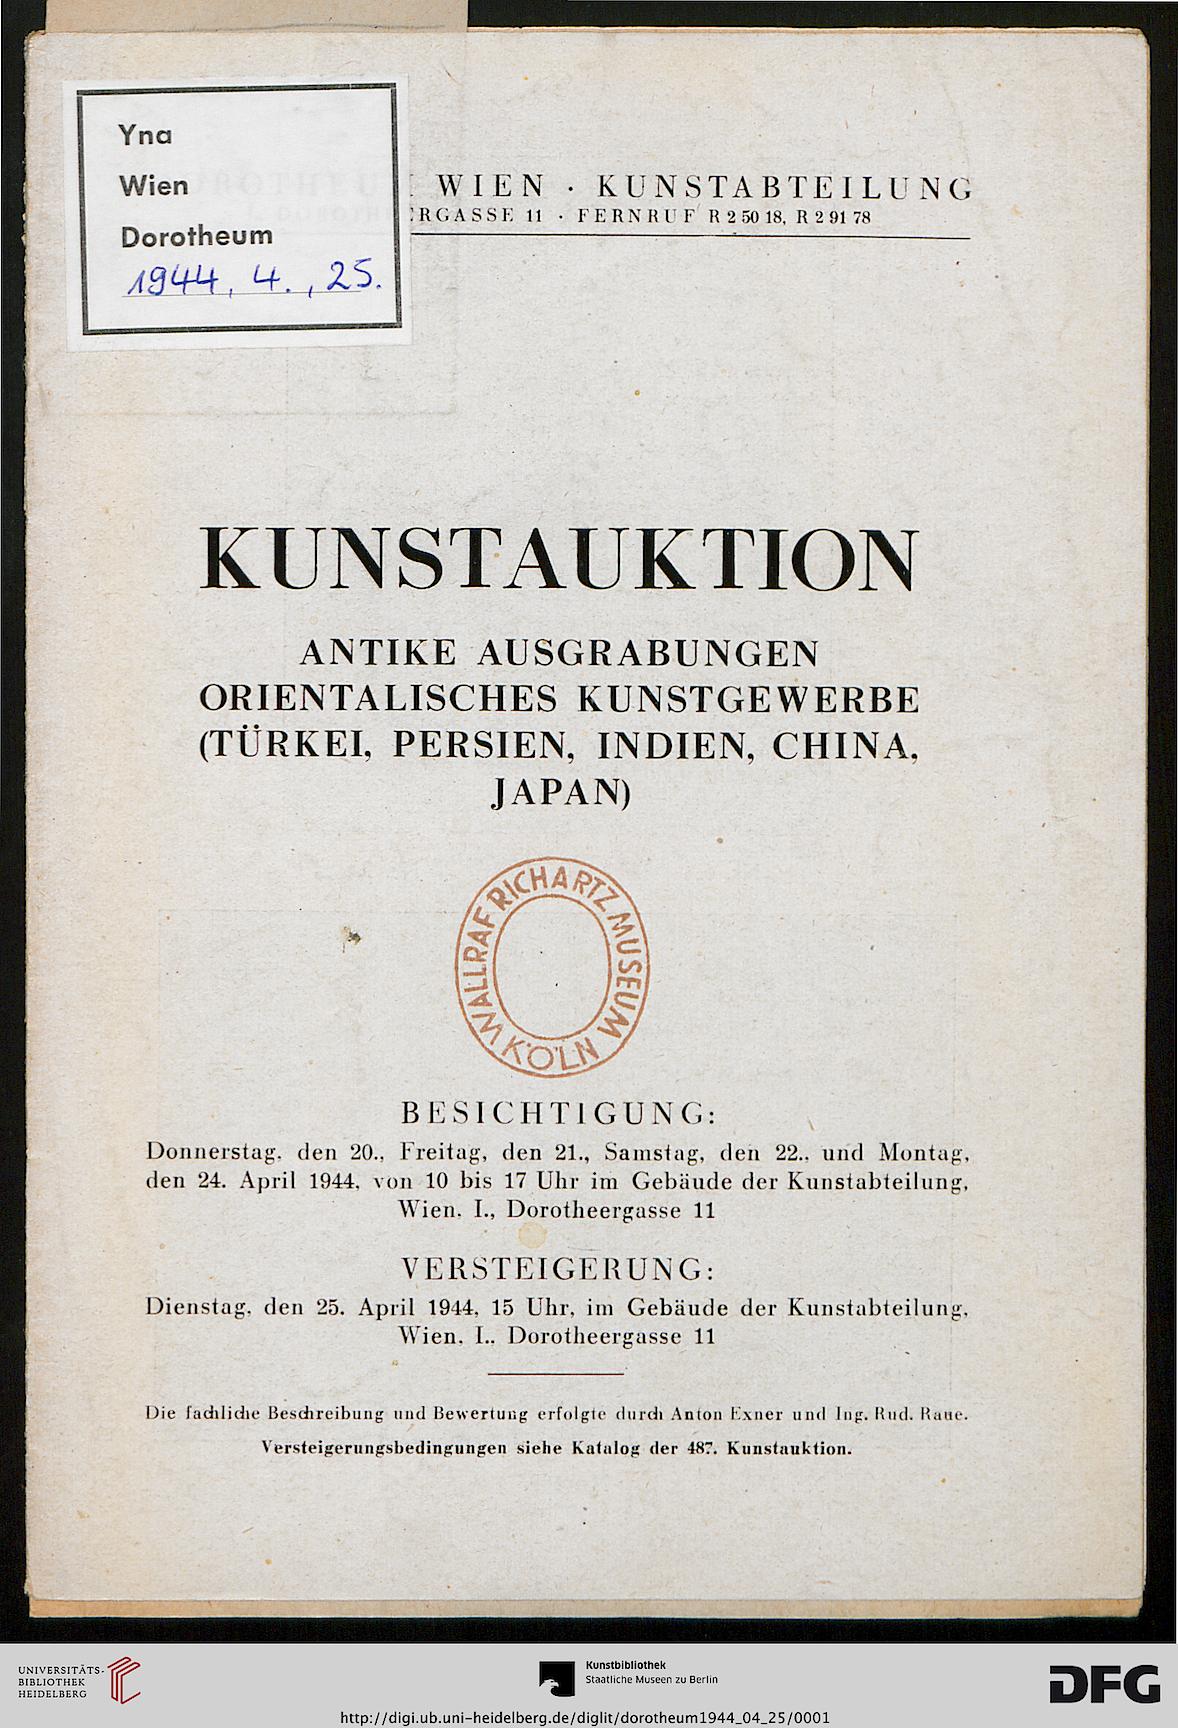 Yna
Wien
Dorotheum
1944, 4., 25.
WIEN · KUNSTABTEILUNG
RGASSE 11 · FERNRUF R 2 50 18, R 2 91 78
KUNSTAUKTION
ANTIKE AUSGRABUNGEN
ORIENTALISCHES KUNSTGEWERBE
(TÜRKEI, PERSIEN, INDIEN, CHINA,
JAPAN)
WALLRAF RICHARTZ MUSEUM
KÖLN
BESICHTIGUNG:
Donnerstag, den 20., Freitag, den 21., Samstag, den 22., und Montag,
den 24. April 1944, von 10 bis 17 Uhr im Gebäude der Kunstabteilung,
Wien, I., Dorotheergasse 11
VERSTEIGERUNG:
Dienstag, den 25. April 1944, 15 Uhr, im Gebäude der Kunstabteilung,
Wien, I., Dorotheergasse 11
Die fachliche Beschreibung und Bewertung erfolgte durch Anton Exner und Ing. Rud. Raue.
Versteigerungsbedingungen siehe Katalog der 487. Kunstauktion.
UNIVERSITÄTS-
BIBLIOTHEK
HEIDELBERG
Kunstbibliothek
Staatliche Museen zu Berlin
DFG
http://digi.ub.uni-heidelberg.de/diglit/dorotheum1944_04_25/0001